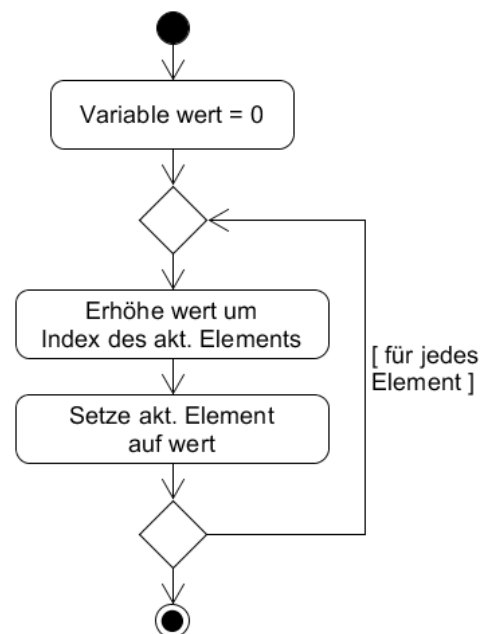 Variable wert = 0
Erhöhe wert um
Index des akt. Elements
[ für jedes
Element ]
Setze akt. Element
auf wert